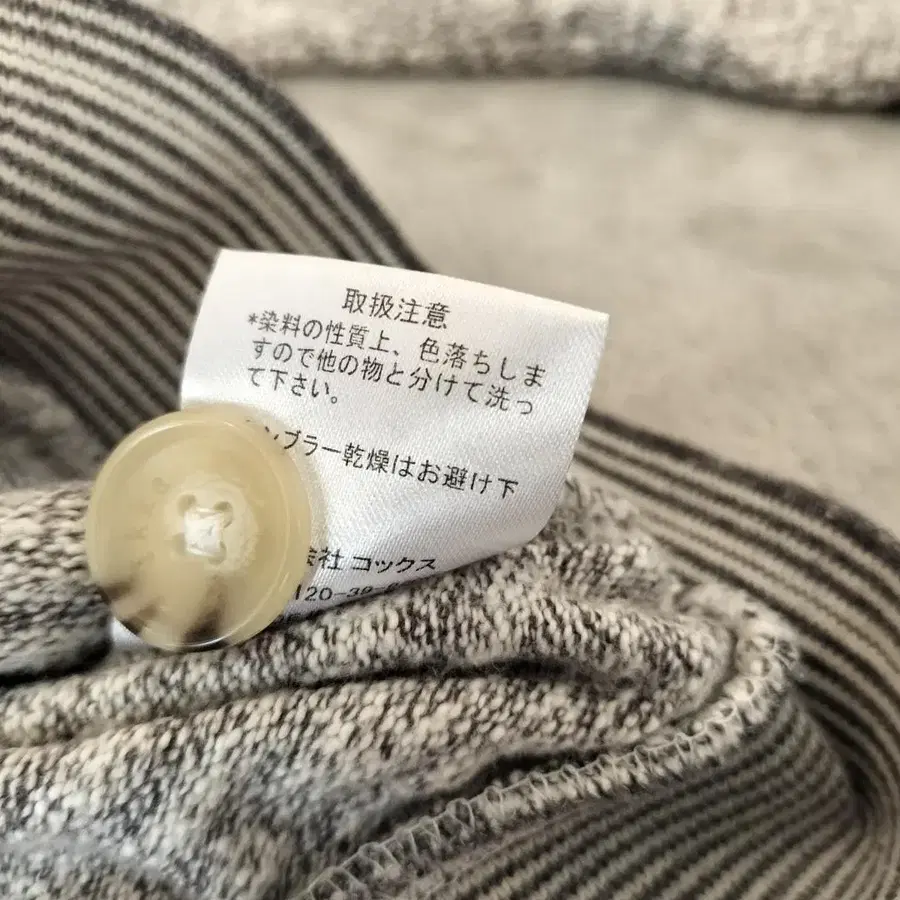 取扱注意
*染料の性質上、色落ちしま
すので他の物と分けて洗っ
て下さい。
ンブラー乾燥はお避け下
会社 コックス
120-39-